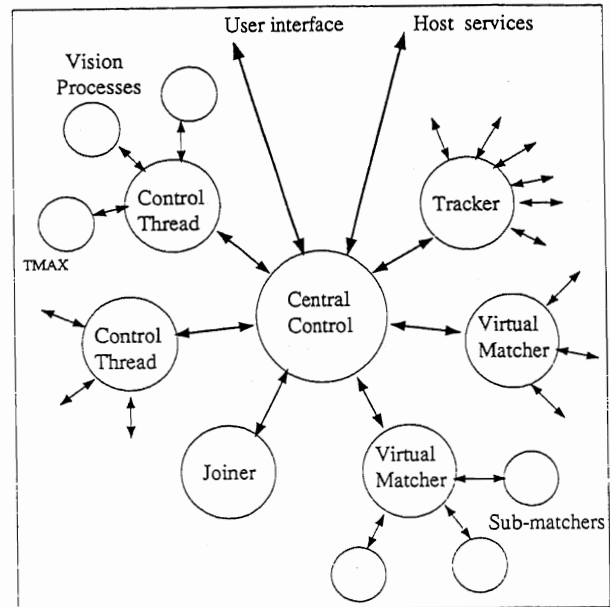 User interface
Host services
Vision
Processes
Control
Thread
Tracker
TMAX
Central
Control
Control
Thread
Virtual
Matcher
Joiner
Virtual
Matcher
Sub-matchers